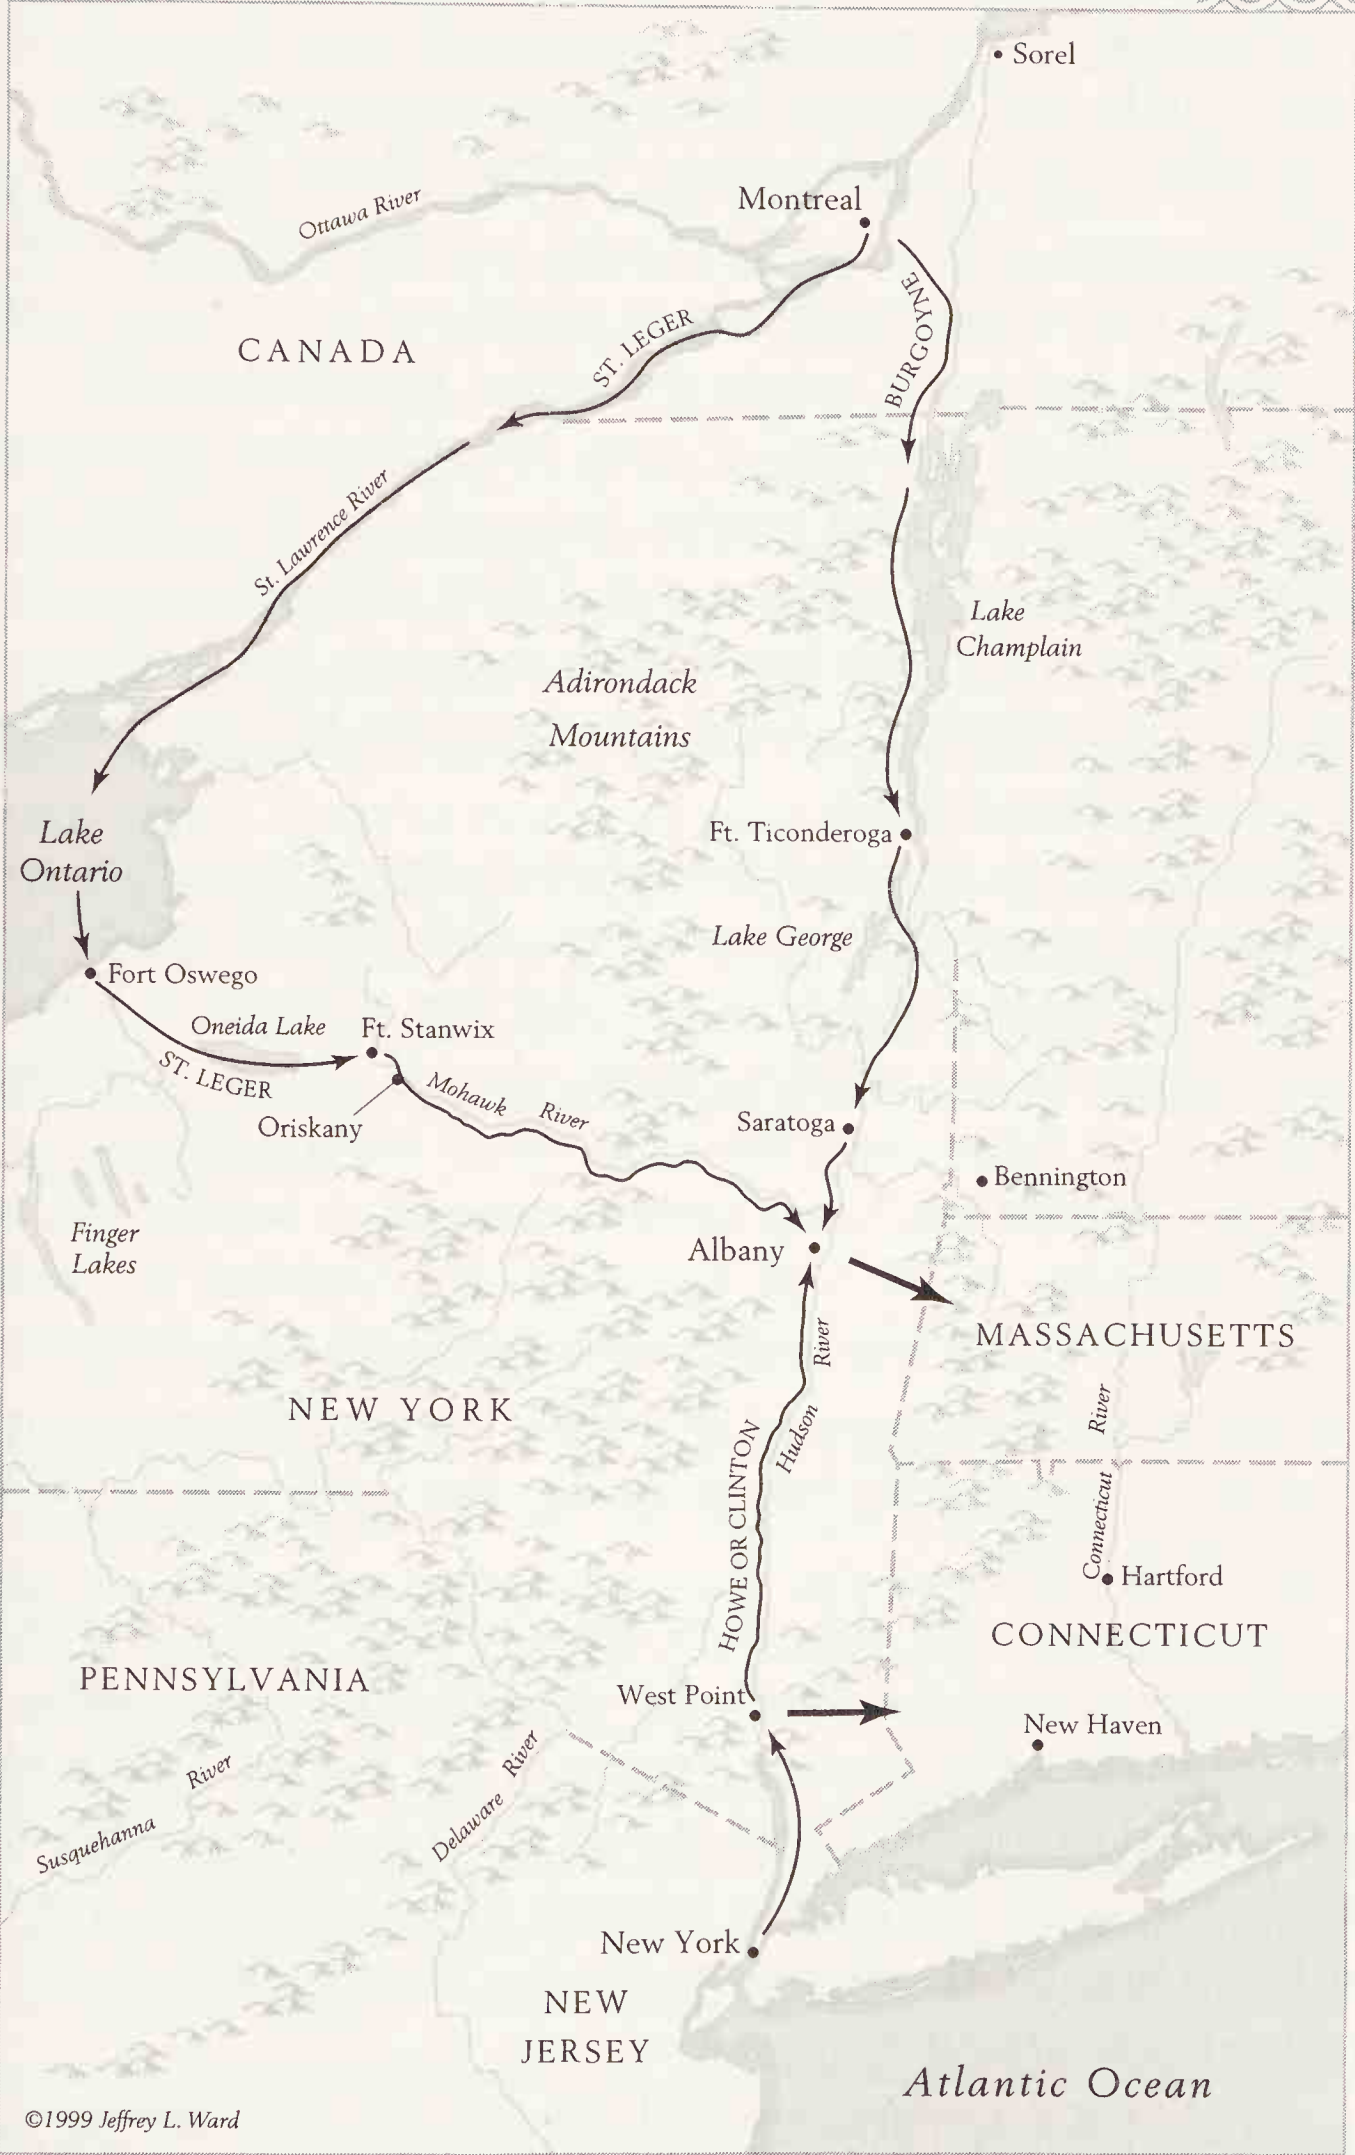 Sorel
Montreal
Ottawa River
BURGOYNE
ST. LEGER
CANADA
St. Lawrence River
Lake
Champlain
Adirondack
Mountains
Ft. Ticonderoga
Lake
Ontario
Lake George
Fort Oswego
Oneida Lake
Ft. Stanwix
ST. LEGER
Mohawk River
Oriskany
Saratoga
Bennington
Finger
Lakes
Albany
MASSACHUSETTS
Hudson River
NEW YORK
HOWE OR CLINTON
Connecticut River
Hartford
CONNECTICUT
PENNSYLVANIA
West Point
New Haven
Susquehanna River
Delaware River
New York
NEW
JERSEY
Atlantic Ocean
©1999 Jeffrey L. Ward